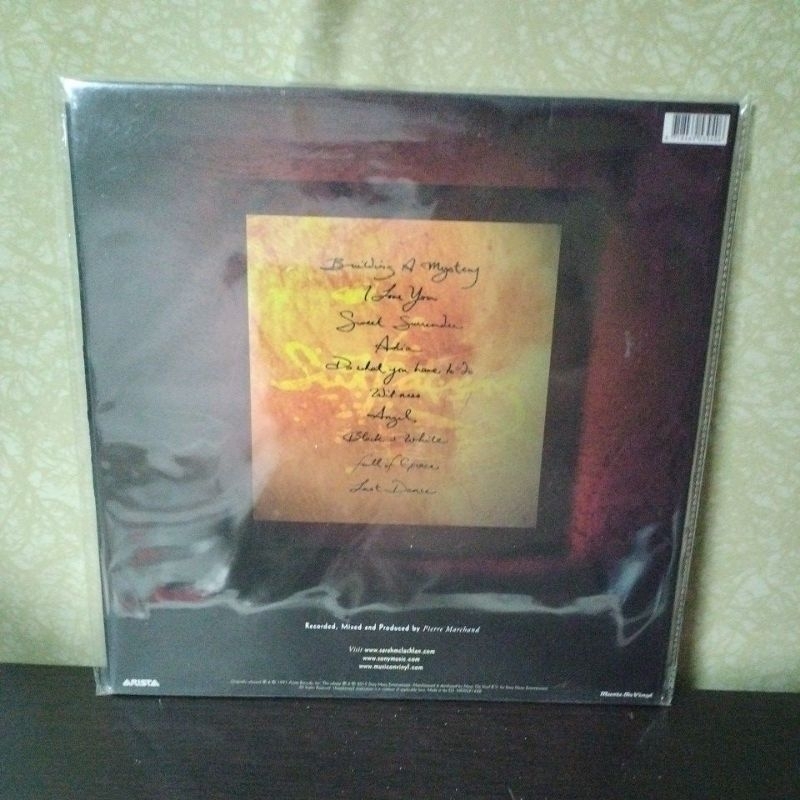 Building A Mystery
I Love You
Sweet Surrender
Adia
Do what you have to do
Witness
Angel
Black & White
Full of Grace
Last Dance
Recorded, Mixed and Produced by Pierre Marchand
Visit www.sarahmclachlan.com
www.sonymusic.com
www.musiconvinyl.com
ARISTA
Music On Vinyl